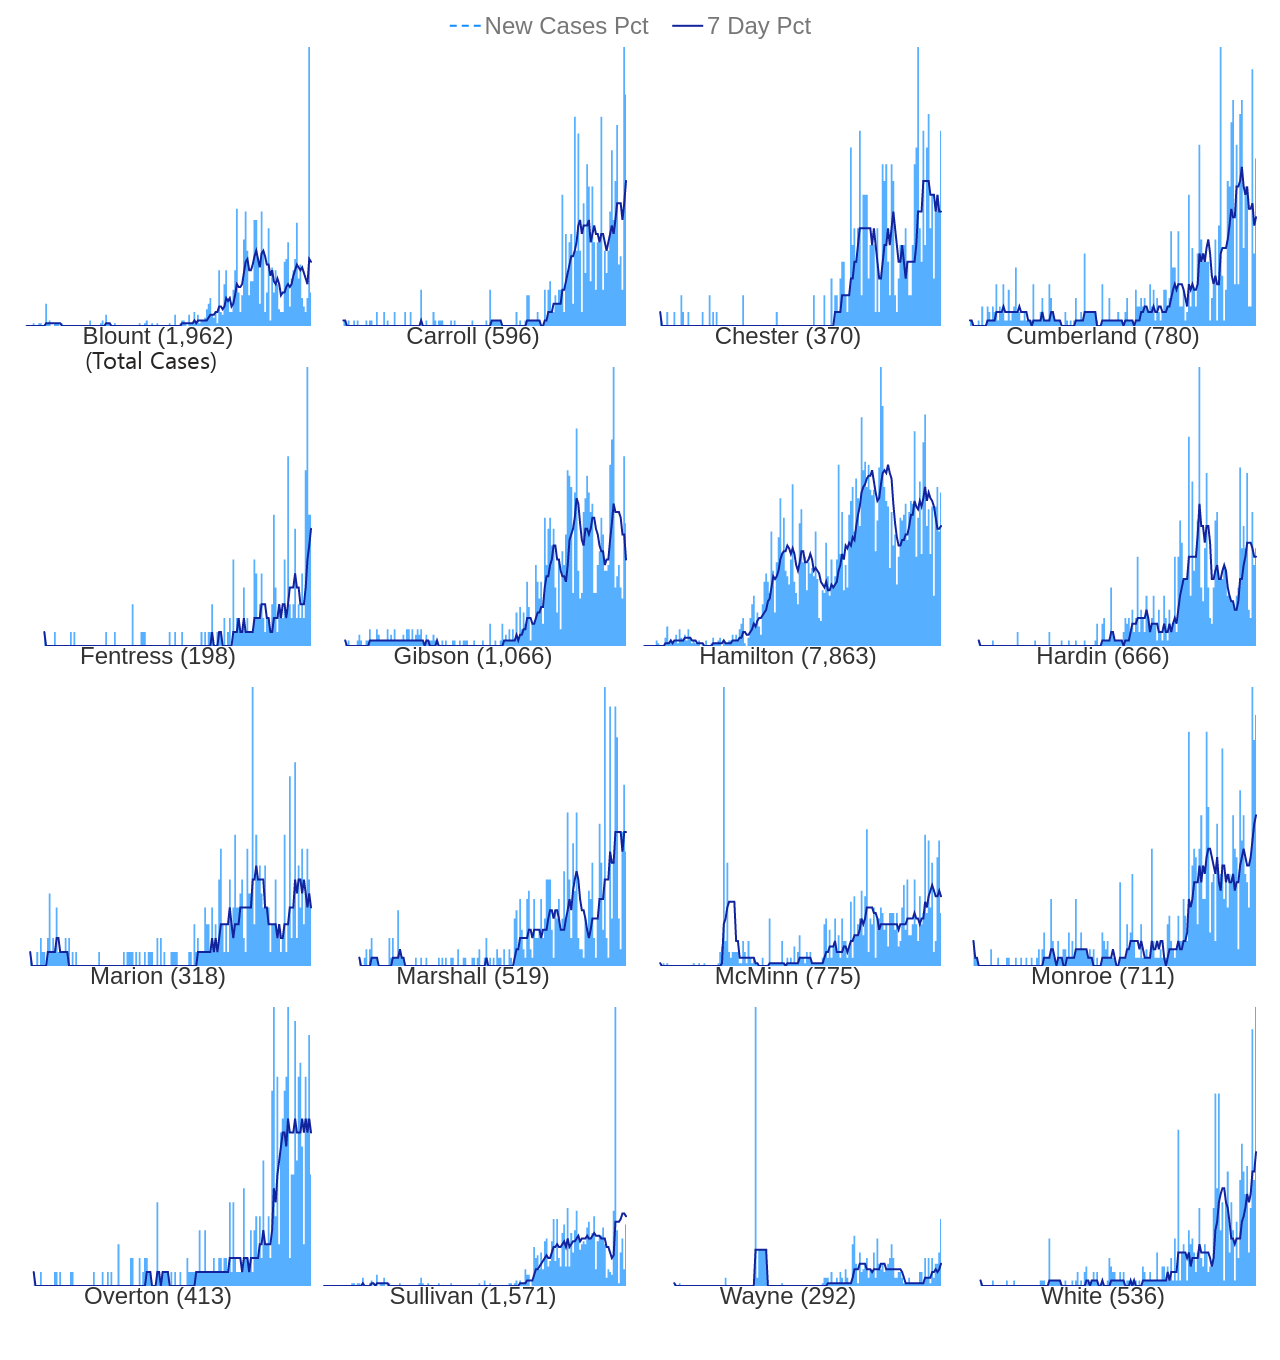 New Cases Pct 7 Day Pct
Blount (1,962) Carroll (596) Chester (370) Cumberland (780)
(Total Cases)
Fentress (198) Gibson (1,066) Hamilton (7,863) Hardin (666)
Marion (318) Marshall (519) McMinn (775) Monroe (711)
Overton (413) Sullivan (1,571) Wayne (292) White (536)